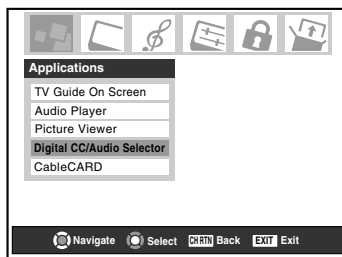 Applications
TV Guide On Screen
Audio Player
Picture Viewer
Digital CC/Audio Selector
CableCARD
Navigate Select CH RTN Back EXIT Exit